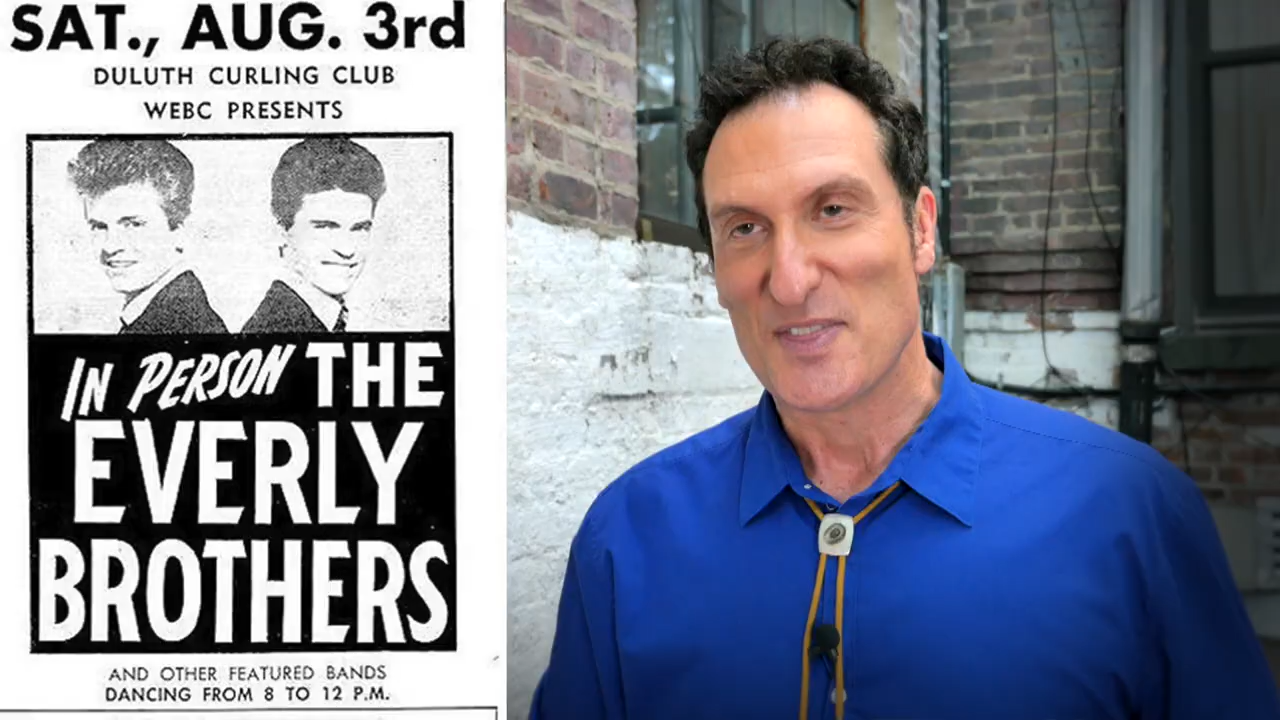 SAT., AUG. 3rd
DULUTH CURLING CLUB
WEBC PRESENTS
IN PERSON THE
EVERLY
BROTHERS
AND OTHER FEATURED BANDS
DANCING FROM 8 TO 12 P.M.